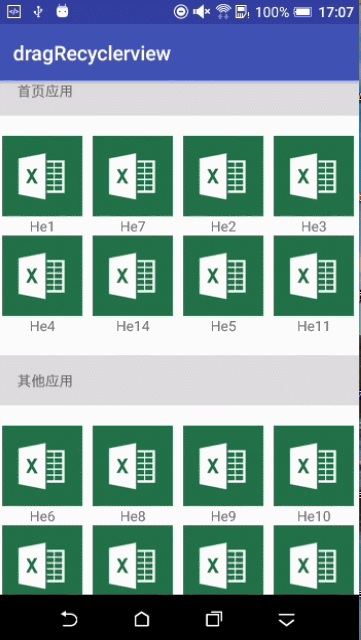 100% 17:07
dragRecyclerview
首页应用
X X X X
He1 He7 He2 He3
X X X X
He4 He14 He5 He11
其他应用
X X X X
He6 He8 He9 He10
X X X X